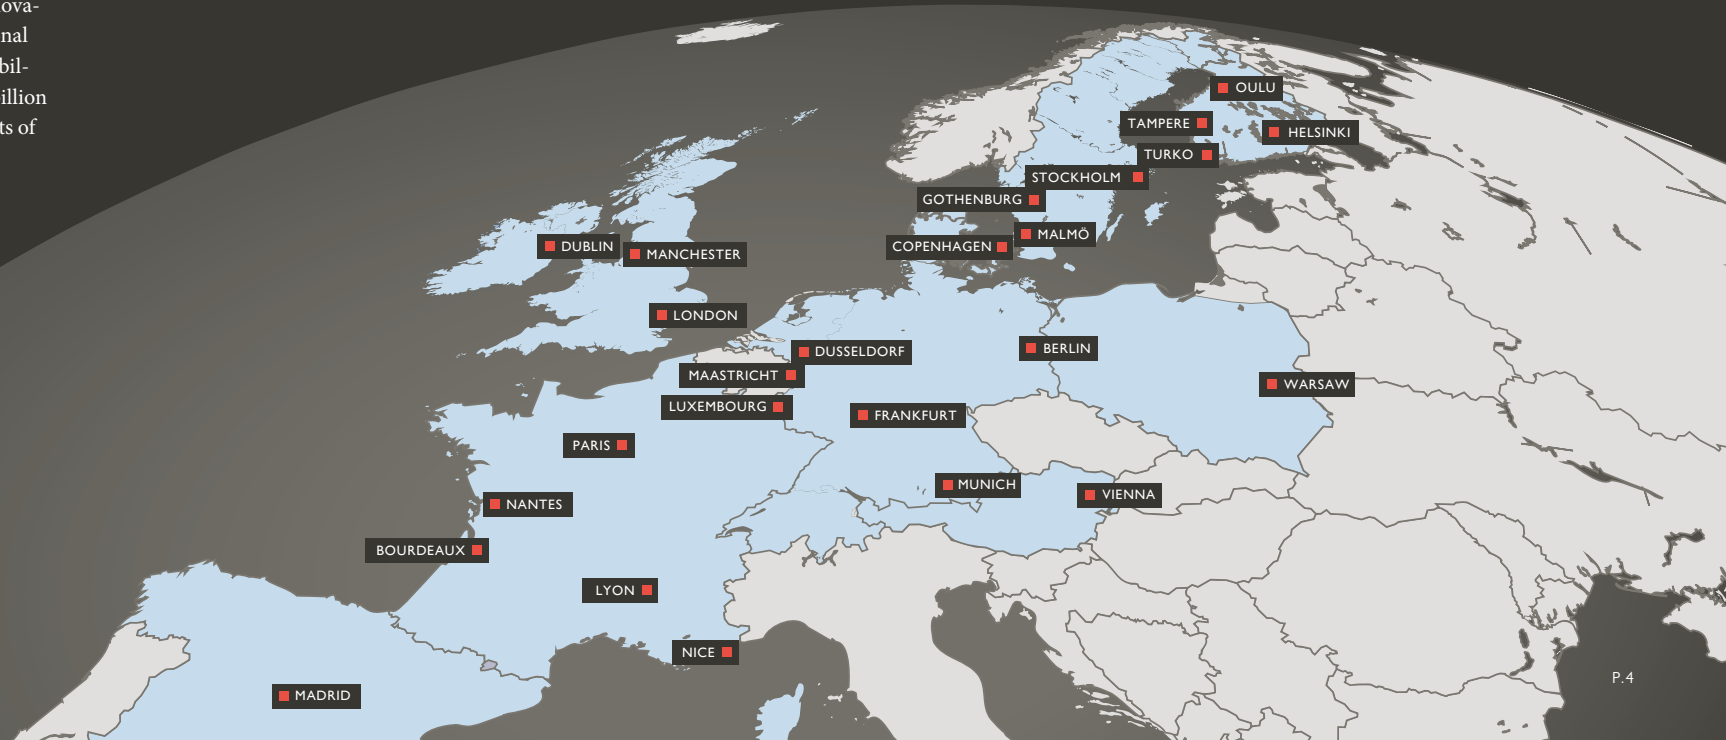 ova-
nal
bil-
illion
ts of
OULU
TAMPERE
HELSINKI
TURKO
STOCKHOLM
GOTHENBURG
MALMÖ
COPENHAGEN
DUBLIN
MANCHESTER
LONDON
DUSSELDORF
BERLIN
MAASTRICHT
WARSAW
LUXEMBOURG
FRANKFURT
PARIS
MUNICH
VIENNA
NANTES
BOURDEAUX
LYON
NICE
MADRID
P.4